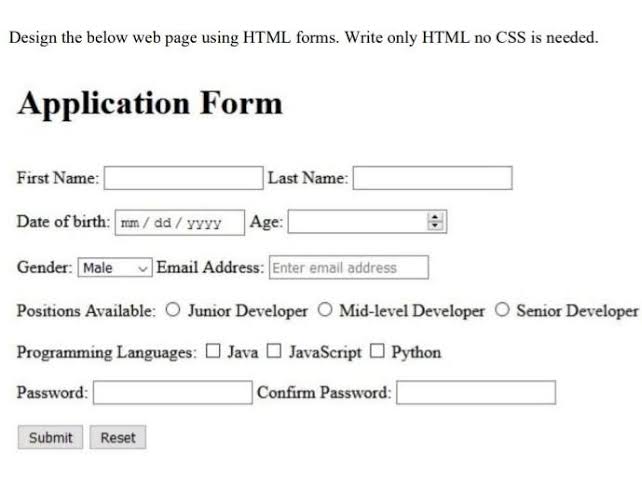 Design the below web page using HTML forms. Write only HTML no CSS is needed.
Application Form
First Name: Last Name:
Date of birth: mm / dd / yyyy Age:
Gender: Male Email Address: Enter email address
Positions Available: Junior Developer Mid-level Developer Senior Developer
Programming Languages: Java JavaScript Python
Password: Confirm Password:
Submit Reset